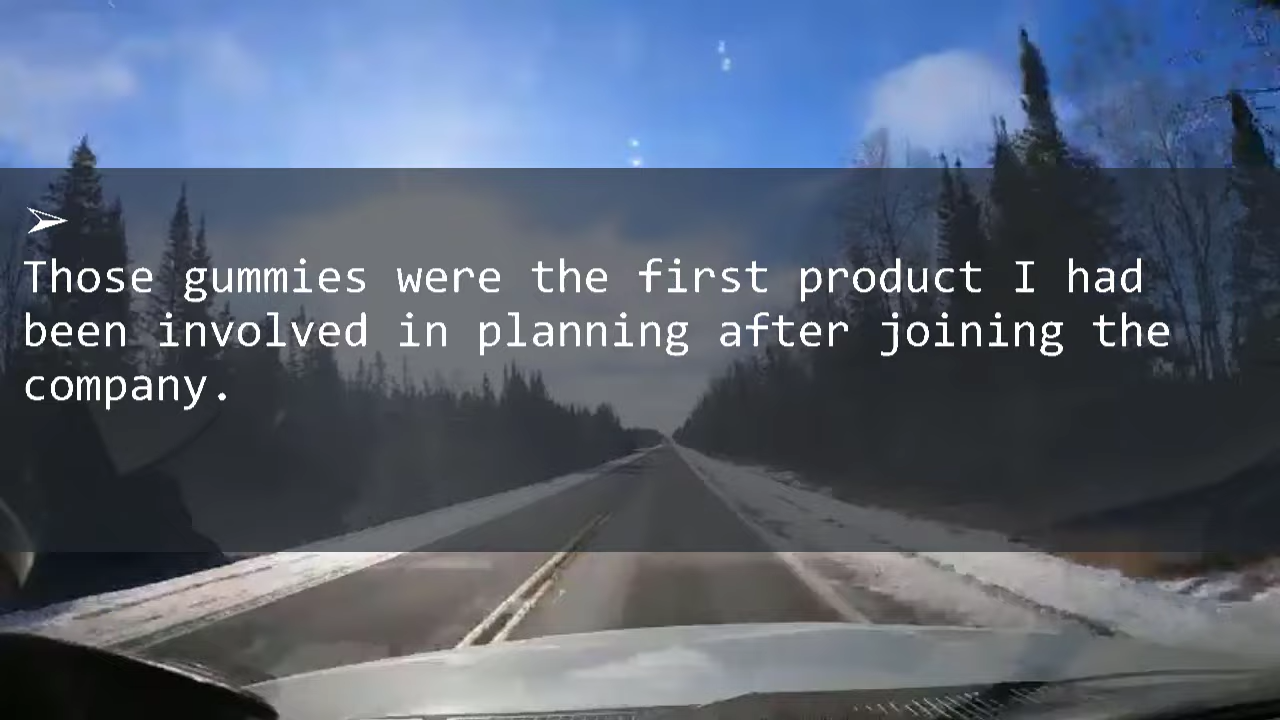 ➢
Those gummies were the first product I had
been involved in planning after joining the
company.